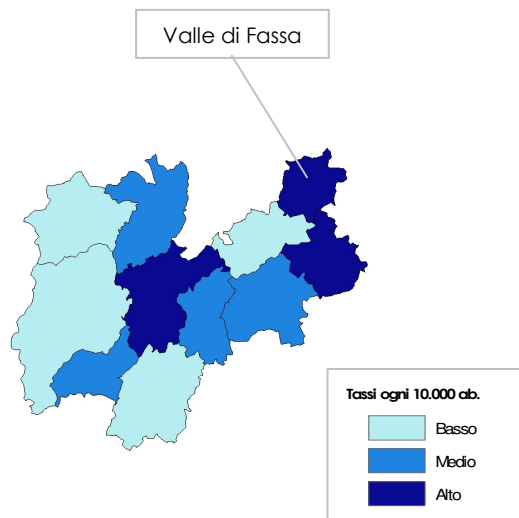 Valle di Fassa
Tassi ogni 10.000 ab.
Basso
Medio
Alto